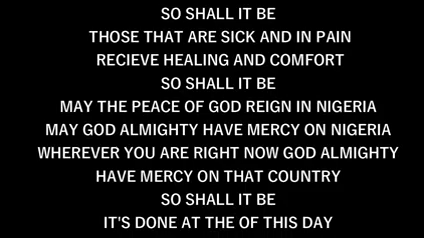 SO SHALL IT BE
THOSE THAT ARE SICK AND IN PAIN
RECIEVE HEALING AND COMFORT
SO SHALL IT BE
MAY THE PEACE OF GOD REIGN IN NIGERIA
MAY GOD ALMIGHTY HAVE MERCY ON NIGERIA
WHEREVER YOU ARE RIGHT NOW GOD ALMIGHTY
HAVE MERCY ON THAT COUNTRY
SO SHALL IT BE
IT'S DONE AT THE OF THIS DAY